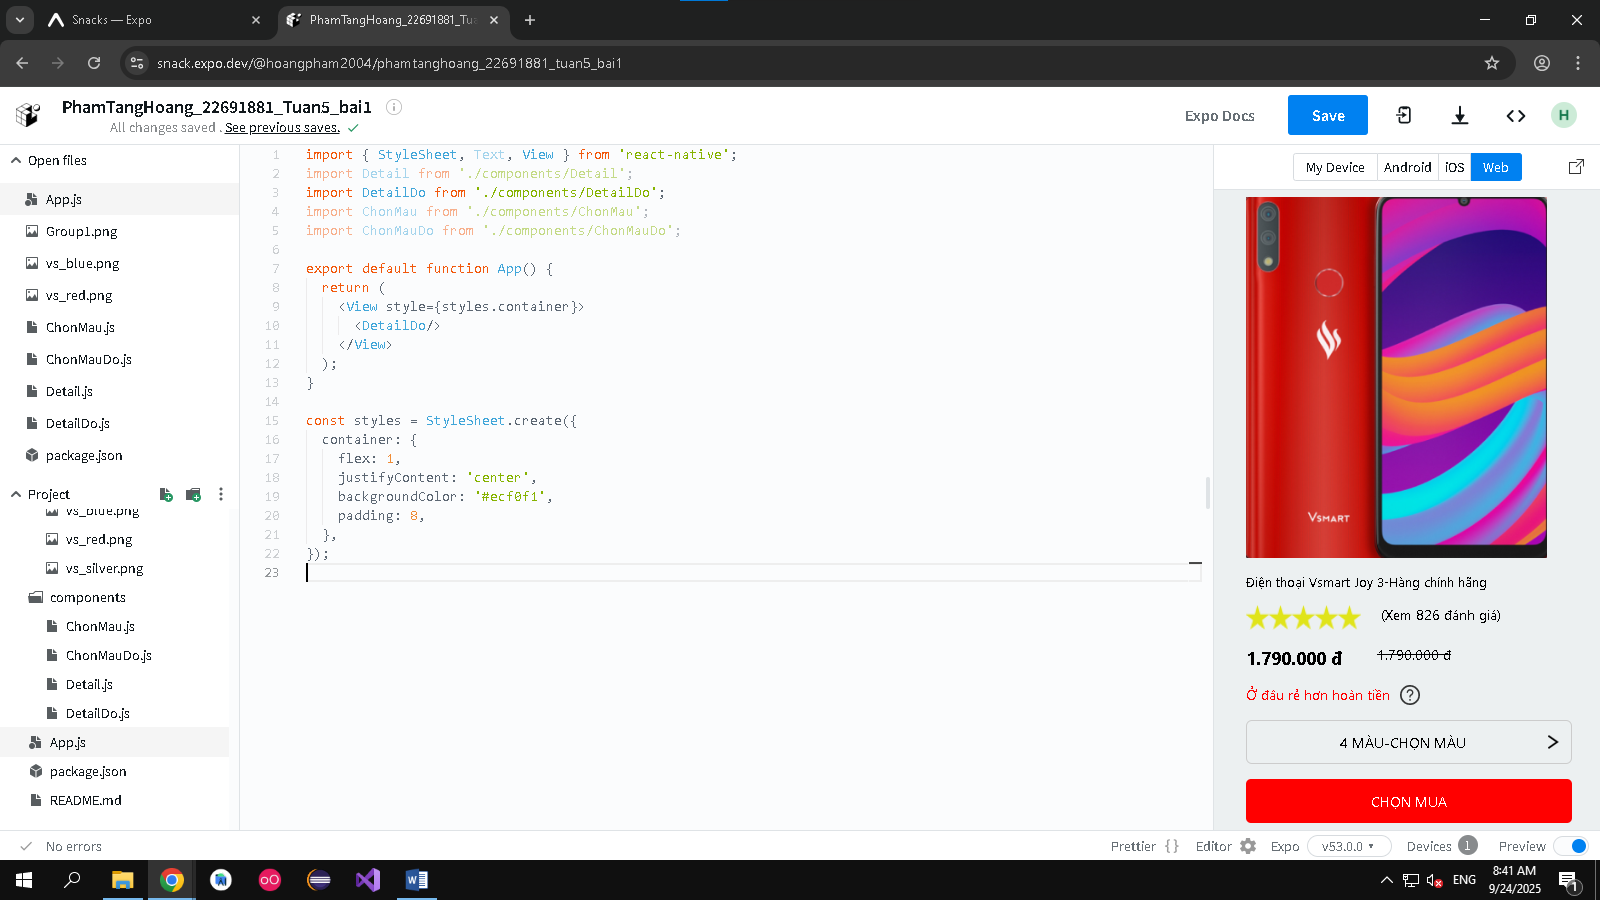 Snacks — Expo
PhamTangHoang_22691881_Tu
snack.expo.dev/@hoangpham2004/phamtanghoang_22691881_tuan5_bai1
PhamTangHoang_22691881_Tuan5_bai1
All changes saved. See previous saves.
Expo Docs
Save
H
Open files
App.js
Group1.png
vs_blue.png
vs_red.png
ChonMau.js
ChonMauDo.js
Detail.js
DetailDo.js
package.json
Project
vs_blue.png
vs_red.png
vs_silver.png
components
ChonMau.js
ChonMauDo.js
Detail.js
DetailDo.js
App.js
package.json
README.md
1 import { StyleSheet, Text, View } from 'react-native';
2 import Detail from './components/Detail';
3 import DetailDo from './components/DetailDo';
4 import ChonMau from './components/ChonMau';
5 import ChonMauDo from './components/ChonMauDo';
6
7 export default function App() {
8 return (
9 <View style={styles.container}>
10 <DetailDo/>
11 </View>
12 );
13 }
14
15 const styles = StyleSheet.create({
16 container: {
17 flex: 1,
18 justifyContent: 'center',
19 backgroundColor: '#ecf0f1',
20 padding: 8,
21 },
22 });
23
My Device Android iOS Web
VSMART
Điện thoại Vsmart Joy 3-Hàng chính hãng
(Xem 826 đánh giá)
1.790.000 đ 1.790.000 đ
Ở đâu rẻ hơn hoàn tiền ?
4 MÀU-CHỌN MÀU
CHỌN MUA
No errors
Prettier {} Editor Expo v53.0.0 Devices 1 Preview
ENG
8:41 AM
9/24/2025
1